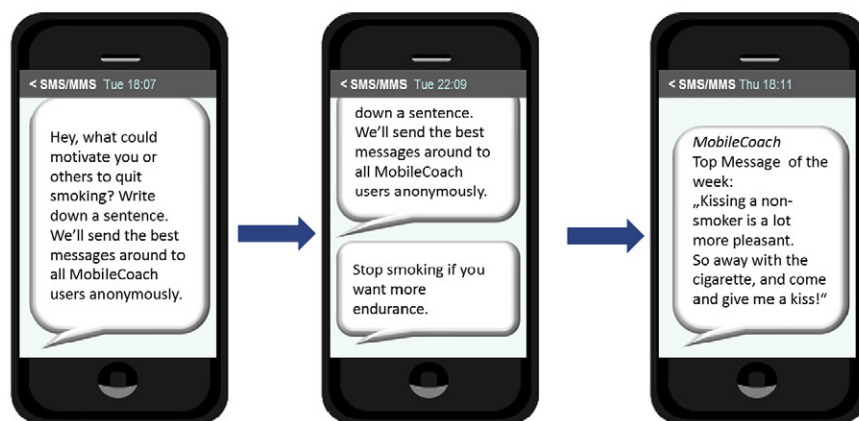 < SMS/MMS Tue 18:07
Hey, what could
motivate you or
others to quit
smoking? Write
down a sentence.
We'll send the best
messages around to
all MobileCoach
users anonymously.
< SMS/MMS Tue 22:09
down a sentence.
We'll send the best
messages around to
all MobileCoach
users anonymously.
Stop smoking if you
want more
endurance.
< SMS/MMS Thu 18:11
MobileCoach
Top Message of the
week:
„Kissing a non-
smoker is a lot
more pleasant.
So away with the
cigarette, and come
and give me a kiss!“